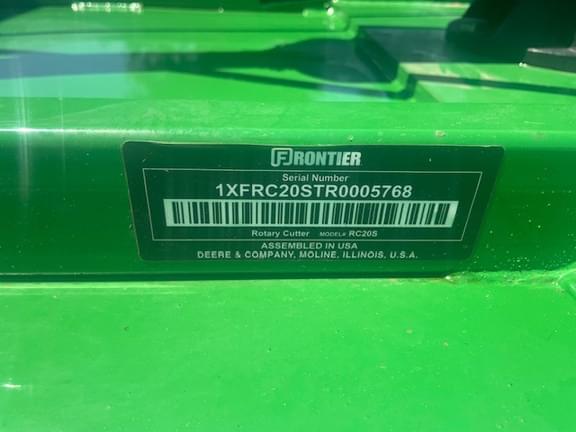 FRONTIER
Serial Number
1XFRC20STR0005768
Rotary Cutter MODEL# RC20S
ASSEMBLED IN USA
DEERE & COMPANY, MOLINE, ILLINOIS, U.S.A.